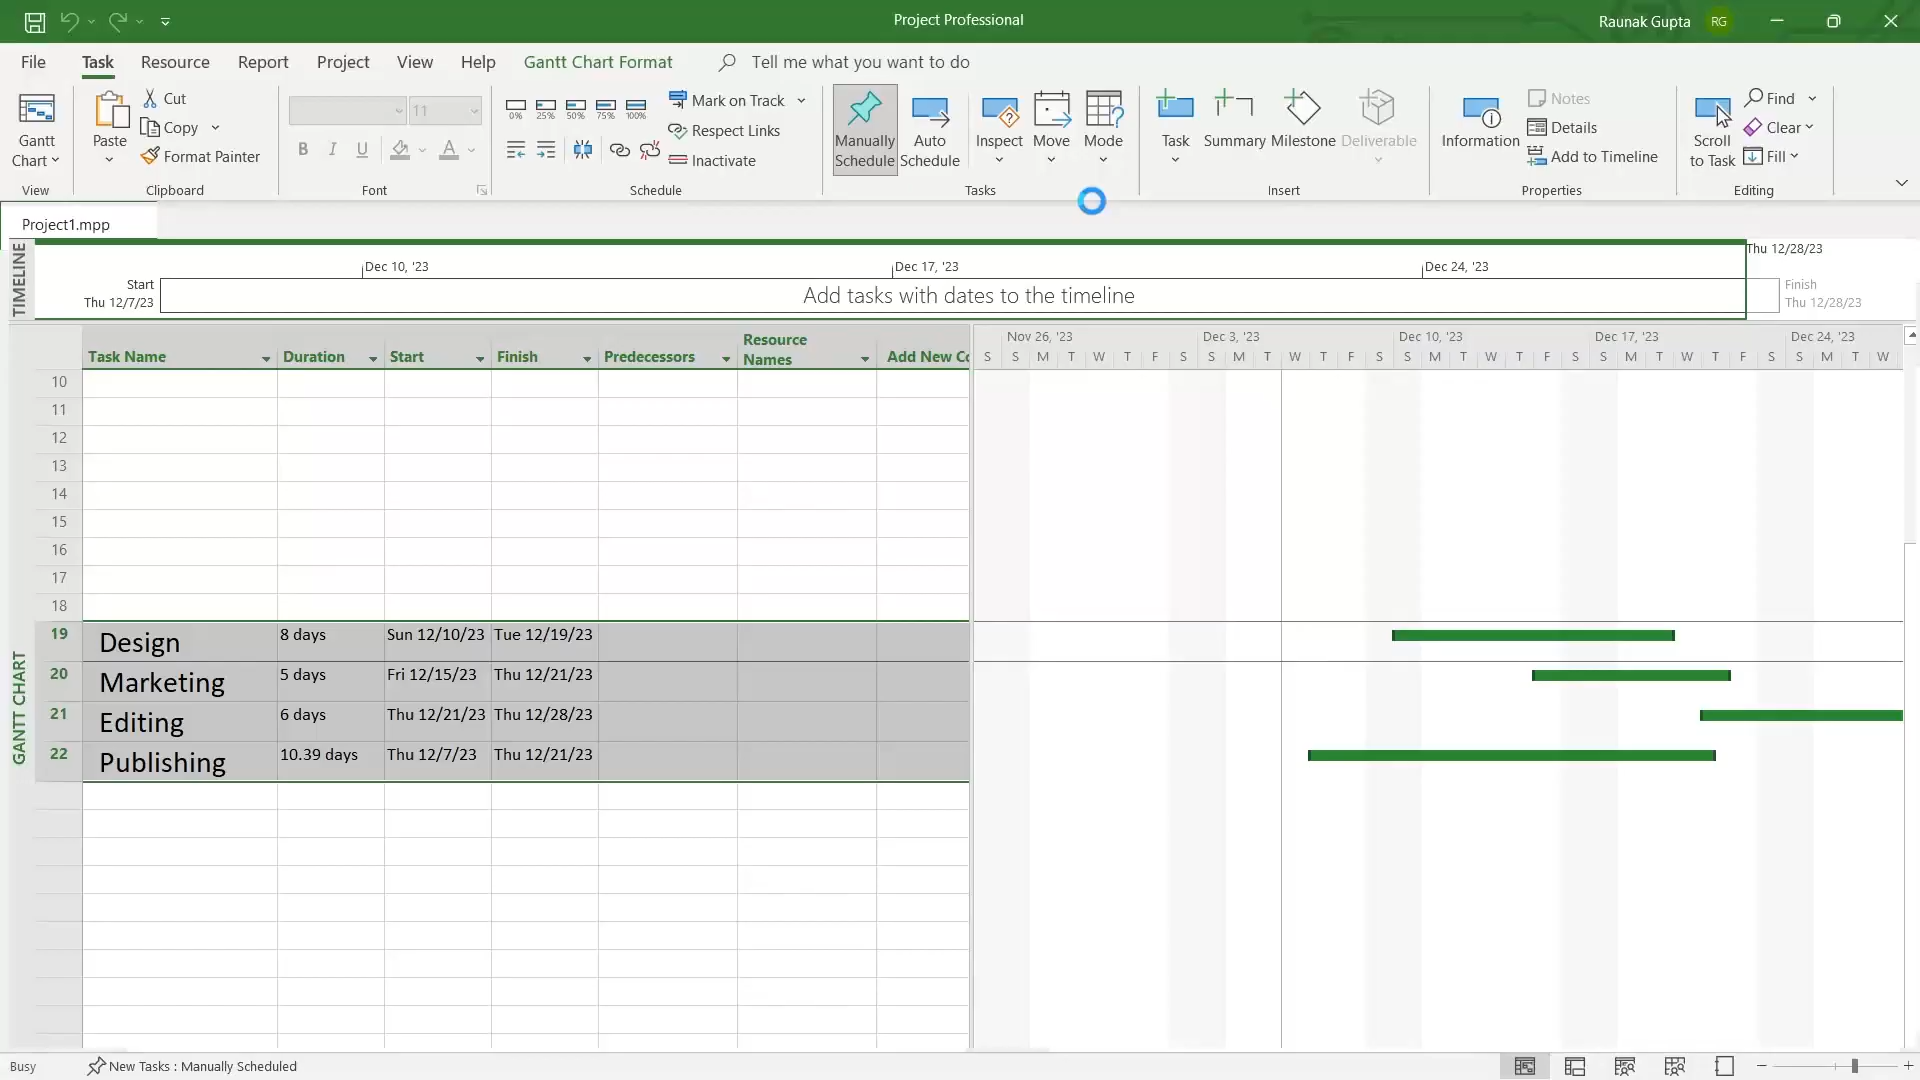 Project Professional
Raunak Gupta RG
File Task Resource Report Project View Help Gantt Chart Format Tell me what you want to do
Gantt Chart
View
Paste
Cut
Copy
Format Painter
Clipboard
11
B I U A
Font
0% 25% 50% 75% 100%
Mark on Track
Respect Links
Inactivate
Schedule
Manually Schedule
Auto Schedule
Inspect Move Mode
Tasks
Task Summary Milestone Deliverable
Insert
Information
Notes
Details
Add to Timeline
Properties
Scroll to Task
Find
Clear
Fill
Editing
Project1.mpp
TIMELINE
Thu 12/28/23
Dec 10, '23 Dec 17, '23 Dec 24, '23
Start
Thu 12/7/23
Add tasks with dates to the timeline
Finish
Thu 12/28/23
GANTT CHART
Task Name Duration Start Finish Predecessors Resource Names Add New Co
Nov 26, '23 Dec 3, '23 Dec 10, '23 Dec 17, '23 Dec 24, '23
S S M T W T F S S M T W T F S S M T W T F S S M T W T F S S M T W
10
11
12
13
14
15
16
17
18
19 Design 8 days Sun 12/10/23 Tue 12/19/23
20 Marketing 5 days Fri 12/15/23 Thu 12/21/23
21 Editing 6 days Thu 12/21/23 Thu 12/28/23
22 Publishing 10.39 days Thu 12/7/23 Thu 12/21/23
Busy New Tasks : Manually Scheduled